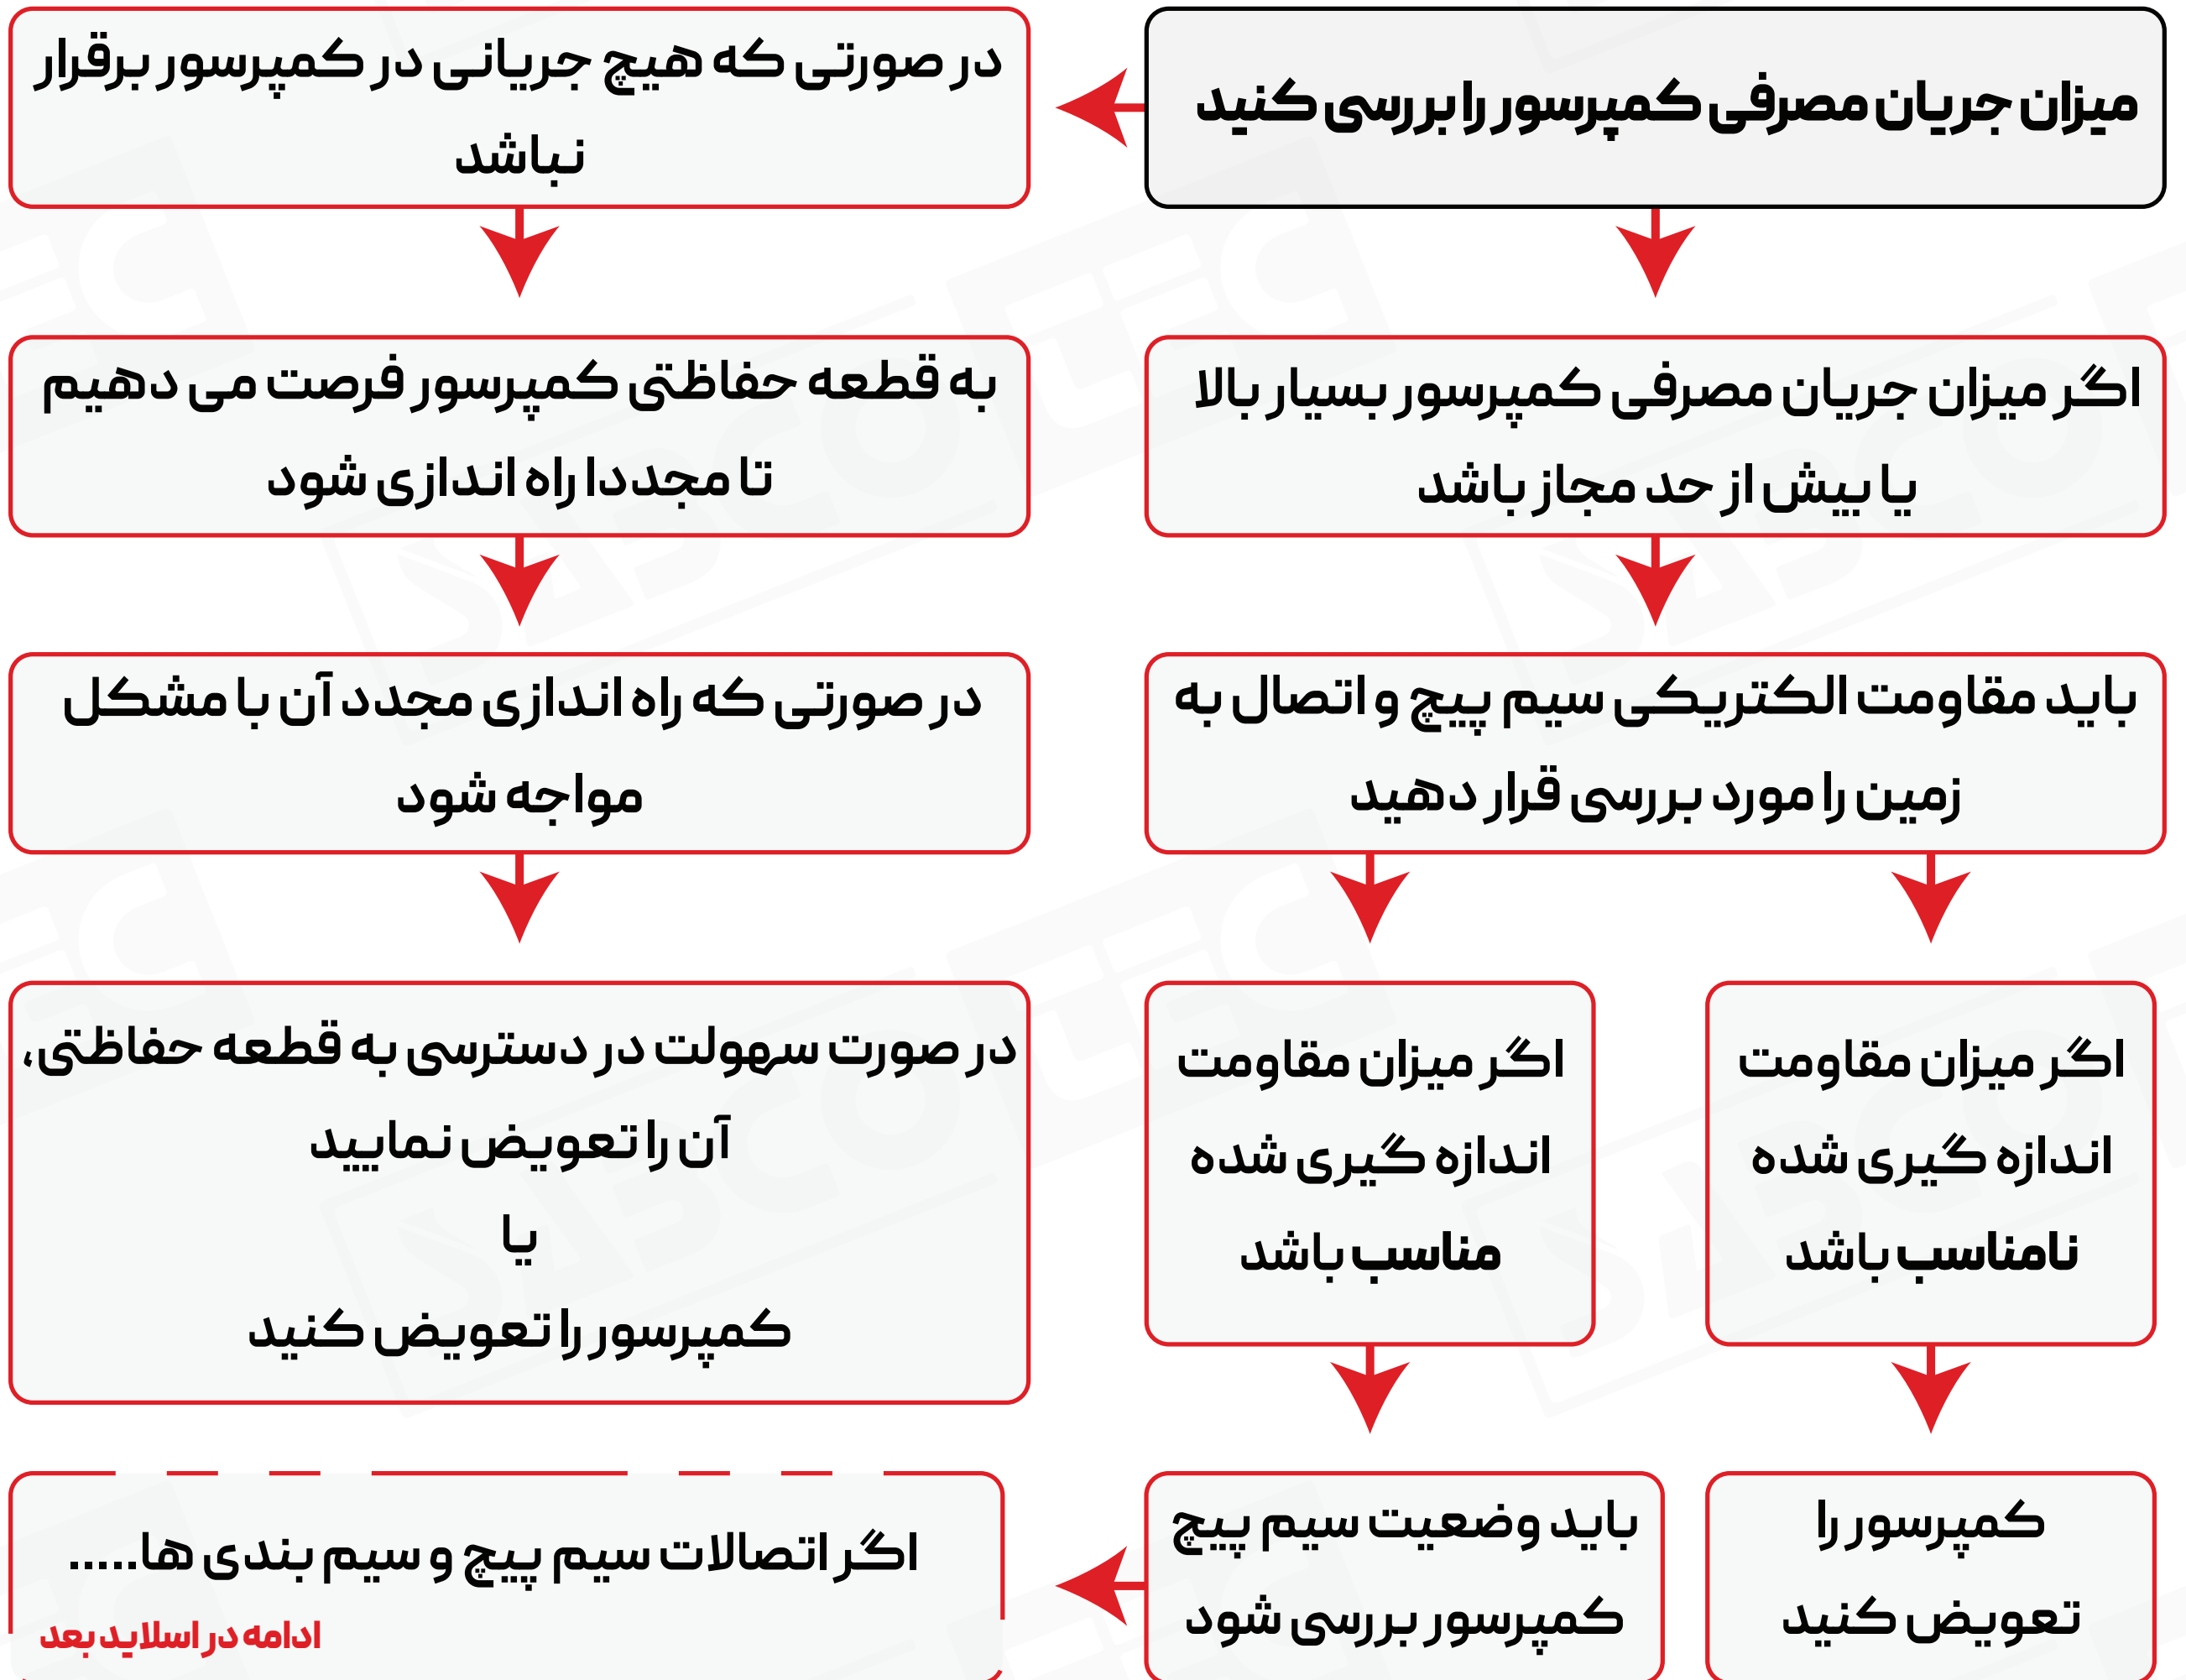 میزان جریان مصرفی کمپرسور را بررسی کنید
در صورتی که هیچ جریانی در کمپرسور برقرار
نباشد
اگر میزان جریان مصرفی کمپرسور بسیار بالا
یا بیش از حد مجاز باشد
به قطعه حفاظتی کمپرسور فرصت می دهیم
تا مجددا راه اندازی شود
باید مقاومت الکتریکی سیم پیچ و اتصال به
زمین را مورد بررسی قرار دهید
در صورتی که راه اندازی مجدد آن با مشکل
مواجه شود
اگر میزان مقاومت
اندازه گیری شده
نامناسب باشد
اگر میزان مقاومت
اندازه گیری شده
مناسب باشد
در صورت سهولت در دسترسی به قطعه حفاظتی،
آن را تعویض نمایید
یا
کمپرسور را تعویض کنید
کمپرسور را
تعویض کنید
باید وضعیت سیم پیچ
کمپرسور بررسی شود
اگر اتصالات سیم پیچ و سیم بندی ها.....
ادامه در اسلاید بعد